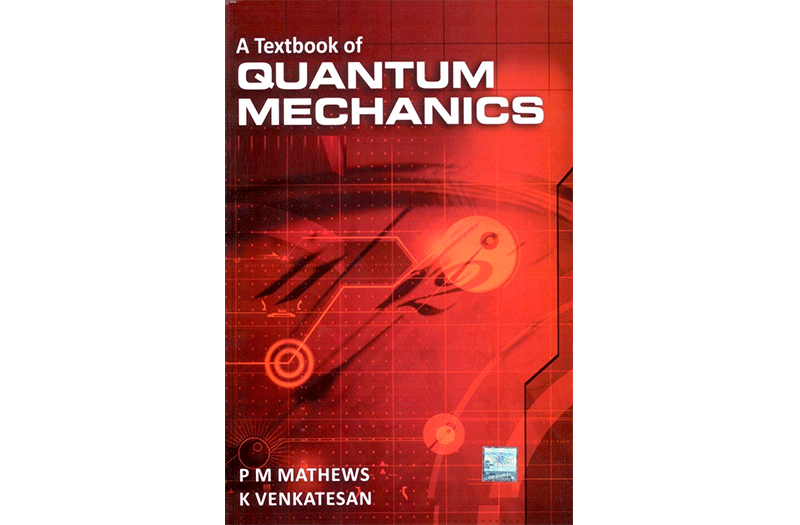 A Textbook of
QUANTUM
MECHANICS
P M MATHEWS
K VENKATESAN